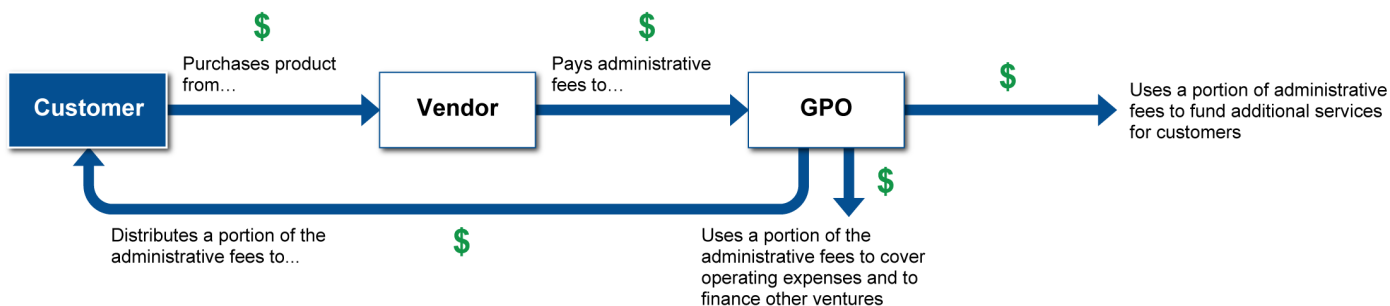 $
$
Purchases product
from…
Pays administrative
fees to…
$
Customer
Vendor
GPO
Uses a portion of administrative
fees to fund additional services
for customers
$
Distributes a portion of the
administrative fees to…
$
Uses a portion of the
administrative fees to cover
operating expenses and to
finance other ventures